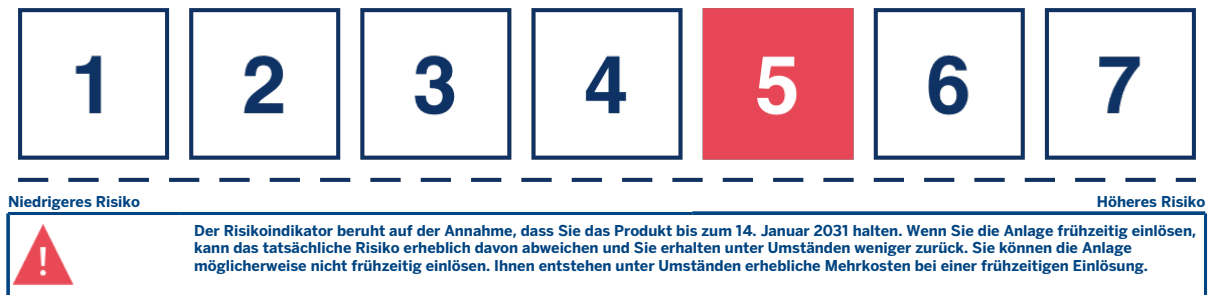 1 2 3 4 5 6 7
Niedrigeres Risiko Höheres Risiko
Der Risikoindikator beruht auf der Annahme, dass Sie das Produkt bis zum 14. Januar 2031 halten. Wenn Sie die Anlage frühzeitig einlösen,
kann das tatsächliche Risiko erheblich davon abweichen und Sie erhalten unter Umständen weniger zurück. Sie können die Anlage
möglicherweise nicht frühzeitig einlösen. Ihnen entstehen unter Umständen erhebliche Mehrkosten bei einer frühzeitigen Einlösung.
!